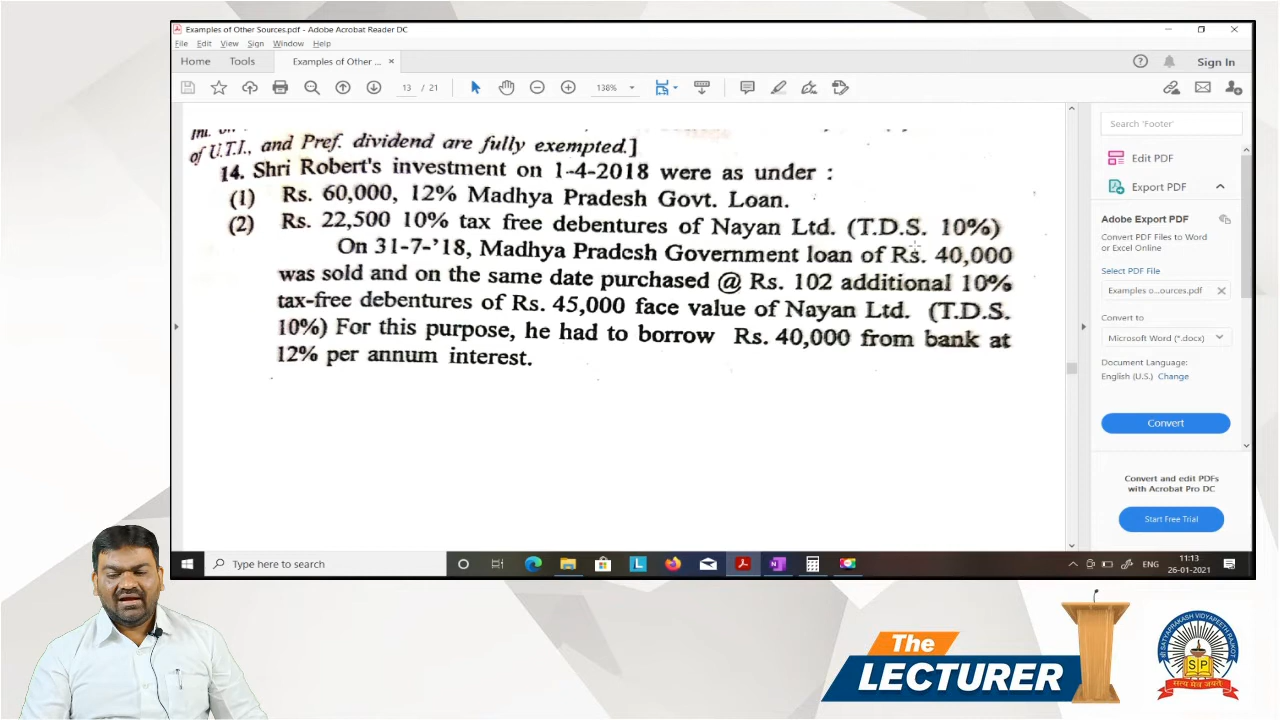 Examples of Other Sources.pdf - Adobe Acrobat Reader DC
File Edit View Sign Window Help
Home Tools Examples of Other ... × Sign In
13 / 21 138%
of U.T.I., and Pref. dividend are fully exempted.]
14. Shri Robert's investment on 1-4-2018 were as under :
(1) Rs. 60,000, 12% Madhya Pradesh Govt. Loan.
(2) Rs. 22,500 10% tax free debentures of Nayan Ltd. (T.D.S. 10%)
On 31-7-'18, Madhya Pradesh Government loan of Rs. 40,000
was sold and on the same date purchased @ Rs. 102 additional 10%
tax-free debentures of Rs. 45,000 face value of Nayan Ltd. (T.D.S.
10%) For this purpose, he had to borrow Rs. 40,000 from bank at
12% per annum interest.
Search 'Footer'
Edit PDF
Export PDF
Adobe Export PDF
Convert PDF Files to Word
or Excel Online
Select PDF File
Examples o...ources.pdf
Convert to
Microsoft Word (*.docx)
Document Language:
English (U.S.) Change
Convert
Convert and edit PDFs
with Acrobat Pro DC
Start Free Trial
Type here to search
ENG
11:13
26-01-2021
The
LECTURER
SHRI SATYAPRAKASH VIDYAPEETH RAJKOT
SP
सत्यमेव जयते